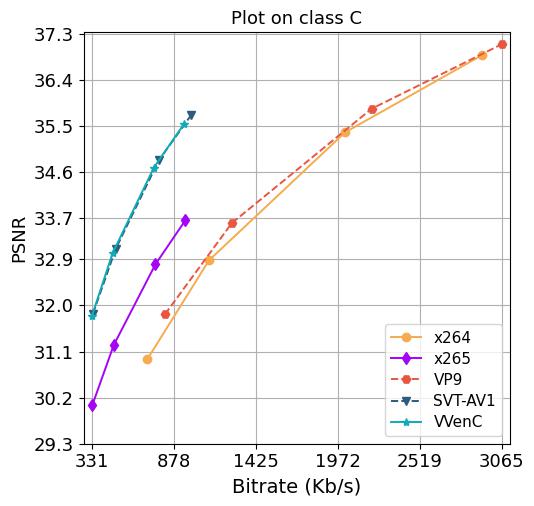 Plot on class C
PSNR
37.3
36.4
35.5
34.6
33.7
32.9
32.0
31.1
30.2
29.3
x264
x265
VP9
SVT-AV1
VVenC
331 878 1425 1972 2519 3065
Bitrate (Kb/s)